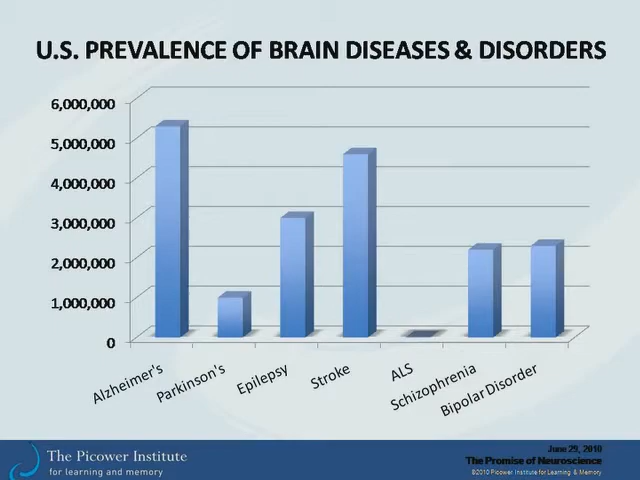 U.S. PREVALENCE OF BRAIN DISEASES & DISORDERS
6,000,000
5,000,000
4,000,000
3,000,000
2,000,000
1,000,000
0
Alzheimer's
Parkinson's
Epilepsy
Stroke
ALS
Schizophrenia
Bipolar Disorder
The Picower Institute
for learning and memory
June 29, 2010
The Promise of Neuroscience
©2010 Picower Institute for Learning & Memory